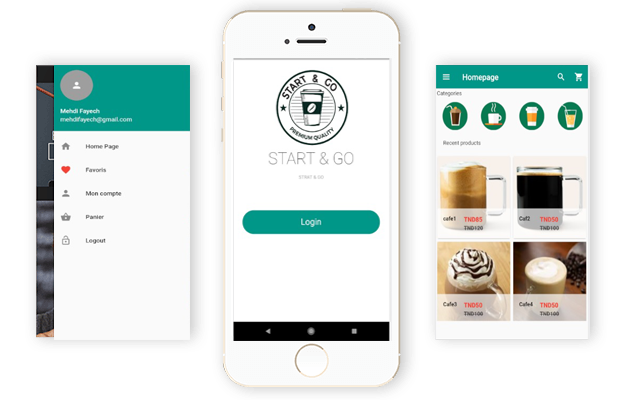 Mehdi Fayech
mehdifayech@gmail.com
Home Page
Favoris
Mon compte
Panier
Logout
START & GO
PREMIUM QUALITY
START & GO
START & GO
Login
Homepage
Categories
Recent products
cafe1 TND85
TND120
Caf2 TND50
TND100
Cafe3 TND50
TND100
Cafe4 TND50
TND100